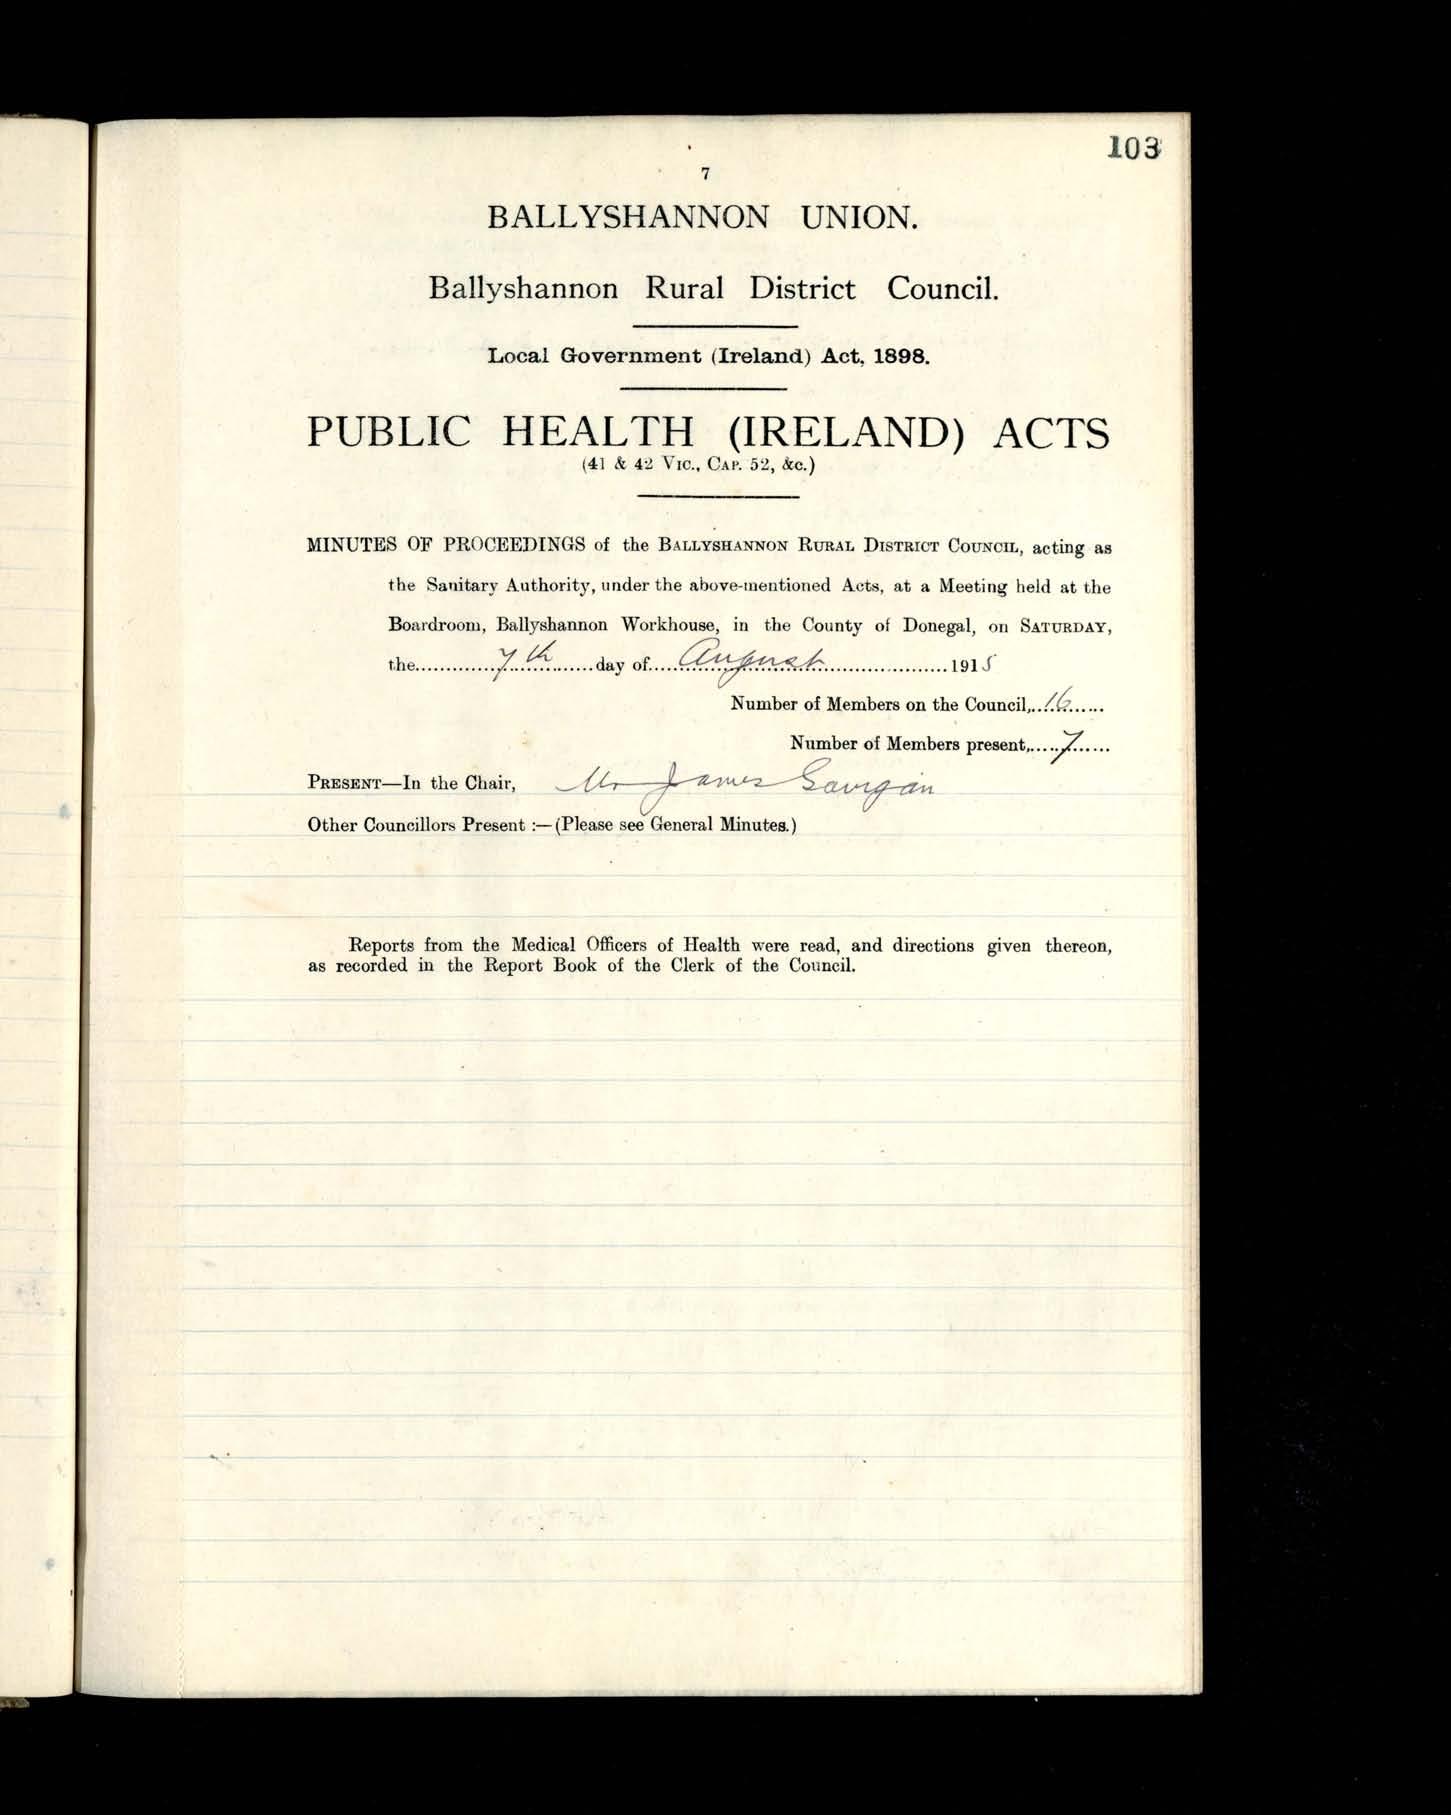 103
7
BALLYSHANNON UNION.
Ballyshannon Rural District Council.
Local Government (Ireland) Act, 1898.
PUBLIC HEALTH (IRELAND) ACTS
(41 & 42 Vic., Cap. 52, &c.)
MINUTES OF PROCEEDINGS of the Ballyshannon Rural District Council, acting as
the Sanitary Authority, under the above-mentioned Acts, at a Meeting held at the
Boardroom, Ballyshannon Workhouse, in the County of Donegal, on Saturday,
the 7th day of August 1915
Number of Members on the Council, 16
Number of Members present, 7
Present—In the Chair, Mr James Gavigan
Other Councillors Present :—(Please see General Minutes.)
Reports from the Medical Officers of Health were read, and directions given thereon,
as recorded in the Report Book of the Clerk of the Council.